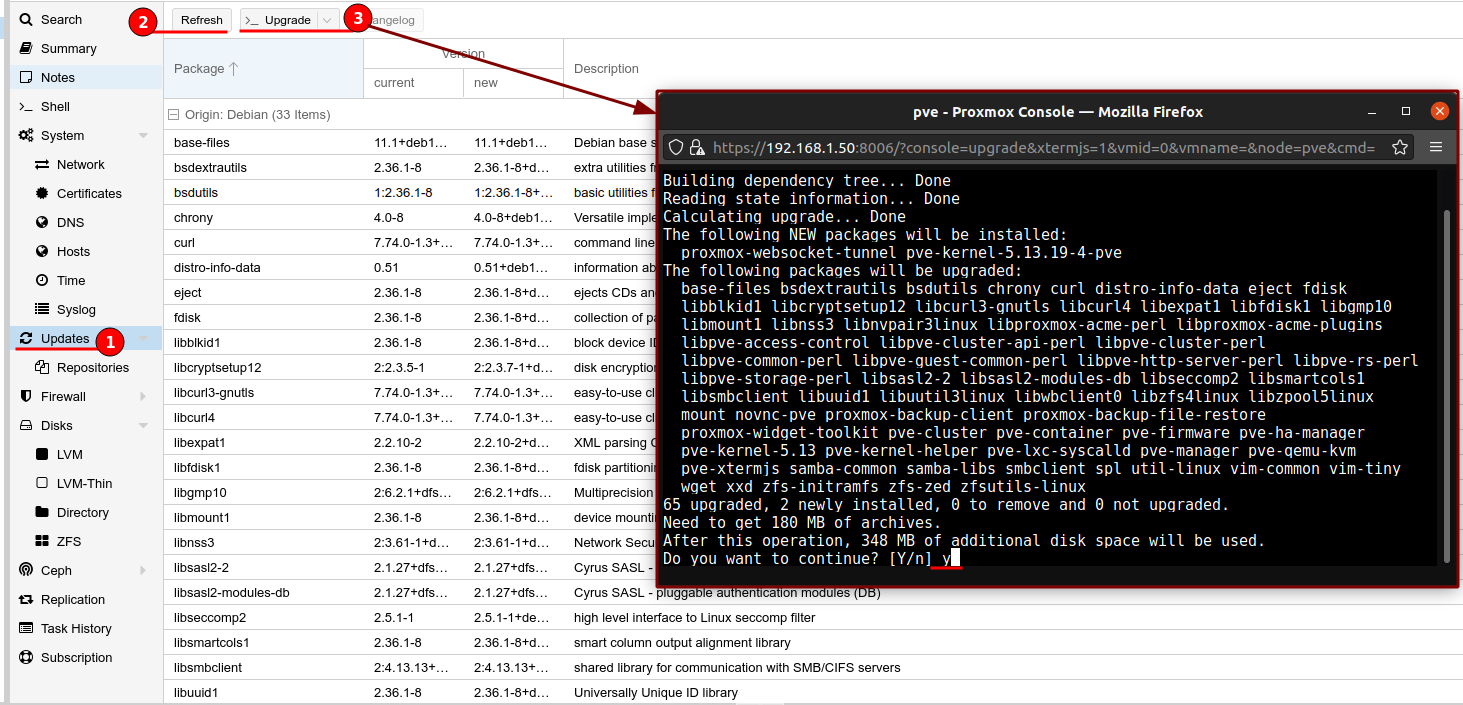 Search
Summary
Notes
Shell
System
Network
Certificates
DNS
Hosts
Time
Syslog
Updates
1
Repositories
Firewall
Disks
LVM
LVM-Thin
Directory
ZFS
Ceph
Replication
Task History
Subscription
2
Refresh
>_ Upgrade
3
angelog
Package
Version
current new
Description
Origin: Debian (33 Items)
base-files 11.1+deb1... 11.1+deb1... Debian base s
bsdextrautils 2.36.1-8 2.36.1-8+d... extra utilities f
bsdutils 1:2.36.1-8 1:2.36.1-8+... basic utilities f
chrony 4.0-8 4.0-8+deb1... Versatile imple
curl 7.74.0-1.3+... 7.74.0-1.3+... command line
distro-info-data 0.51 0.51+deb1... information ab
eject 2.36.1-8 2.36.1-8+d... ejects CDs an
fdisk 2.36.1-8 2.36.1-8+d... collection of pa
libblkid1 2.36.1-8 2.36.1-8+d... block device ID
libcryptsetup12 2:2.3.5-1 2:2.3.7-1+d... disk encryption
libcurl3-gnutls 7.74.0-1.3+... 7.74.0-1.3+... easy-to-use cl
libcurl4 7.74.0-1.3+... 7.74.0-1.3+... easy-to-use cl
libexpat1 2.2.10-2 2.2.10-2+d... XML parsing C
libfdisk1 2.36.1-8 2.36.1-8+d... fdisk partitionin
libgmp10 2:6.2.1+dfs... 2:6.2.1+dfs... Multiprecision
libmount1 2.36.1-8 2.36.1-8+d... device mountin
libnss3 2:3.61-1+d... 2:3.61-1+d... Network Secu
libsasl2-2 2.1.27+dfs... 2.1.27+dfs... Cyrus SASL -
libsasl2-modules-db 2.1.27+dfs... 2.1.27+dfs... Cyrus SASL - pluggable authentication modules (DB)
libseccomp2 2.5.1-1 2.5.1-1+de... high level interface to Linux seccomp filter
libsmartcols1 2.36.1-8 2.36.1-8+d... smart column output alignment library
libsmbclient 2:4.13.13+... 2:4.13.13+... shared library for communication with SMB/CIFS servers
libuuid1 2.36.1-8 2.36.1-8+d... Universally Unique ID library
pve - Proxmox Console — Mozilla Firefox
https://192.168.1.50:8006/?console=upgrade&xtermjs=1&vmid=0&vmname=&node=pve&cmd=
Building dependency tree... Done
Reading state information... Done
Calculating upgrade... Done
The following NEW packages will be installed:
proxmox-websocket-tunnel pve-kernel-5.13.19-4-pve
The following packages will be upgraded:
base-files bsdextrautils bsdutils chrony curl distro-info-data eject fdisk
libblkid1 libcryptsetup12 libcurl3-gnutls libcurl4 libexpat1 libfdisk1 libgmp10
libmount1 libnss3 libnvpair3linux libproxmox-acme-perl libproxmox-acme-plugins
libpve-access-control libpve-cluster-api-perl libpve-cluster-perl
libpve-common-perl libpve-guest-common-perl libpve-http-server-perl libpve-rs-perl
libpve-storage-perl libsasl2-2 libsasl2-modules-db libseccomp2 libsmartcols1
libsmbclient libuuid1 libuutil3linux libwbclient0 libzfs4linux libzpool5linux
mount novnc-pve proxmox-backup-client proxmox-backup-file-restore
proxmox-widget-toolkit pve-cluster pve-container pve-firmware pve-ha-manager
pve-kernel-5.13 pve-kernel-helper pve-lxc-syscalld pve-manager pve-qemu-kvm
pve-xtermjs samba-common samba-libs smbclient spl util-linux vim-common vim-tiny
wget xxd zfs-initramfs zfs-zed zfsutils-linux
65 upgraded, 2 newly installed, 0 to remove and 0 not upgraded.
Need to get 180 MB of archives.
After this operation, 348 MB of additional disk space will be used.
Do you want to continue? [Y/n] y